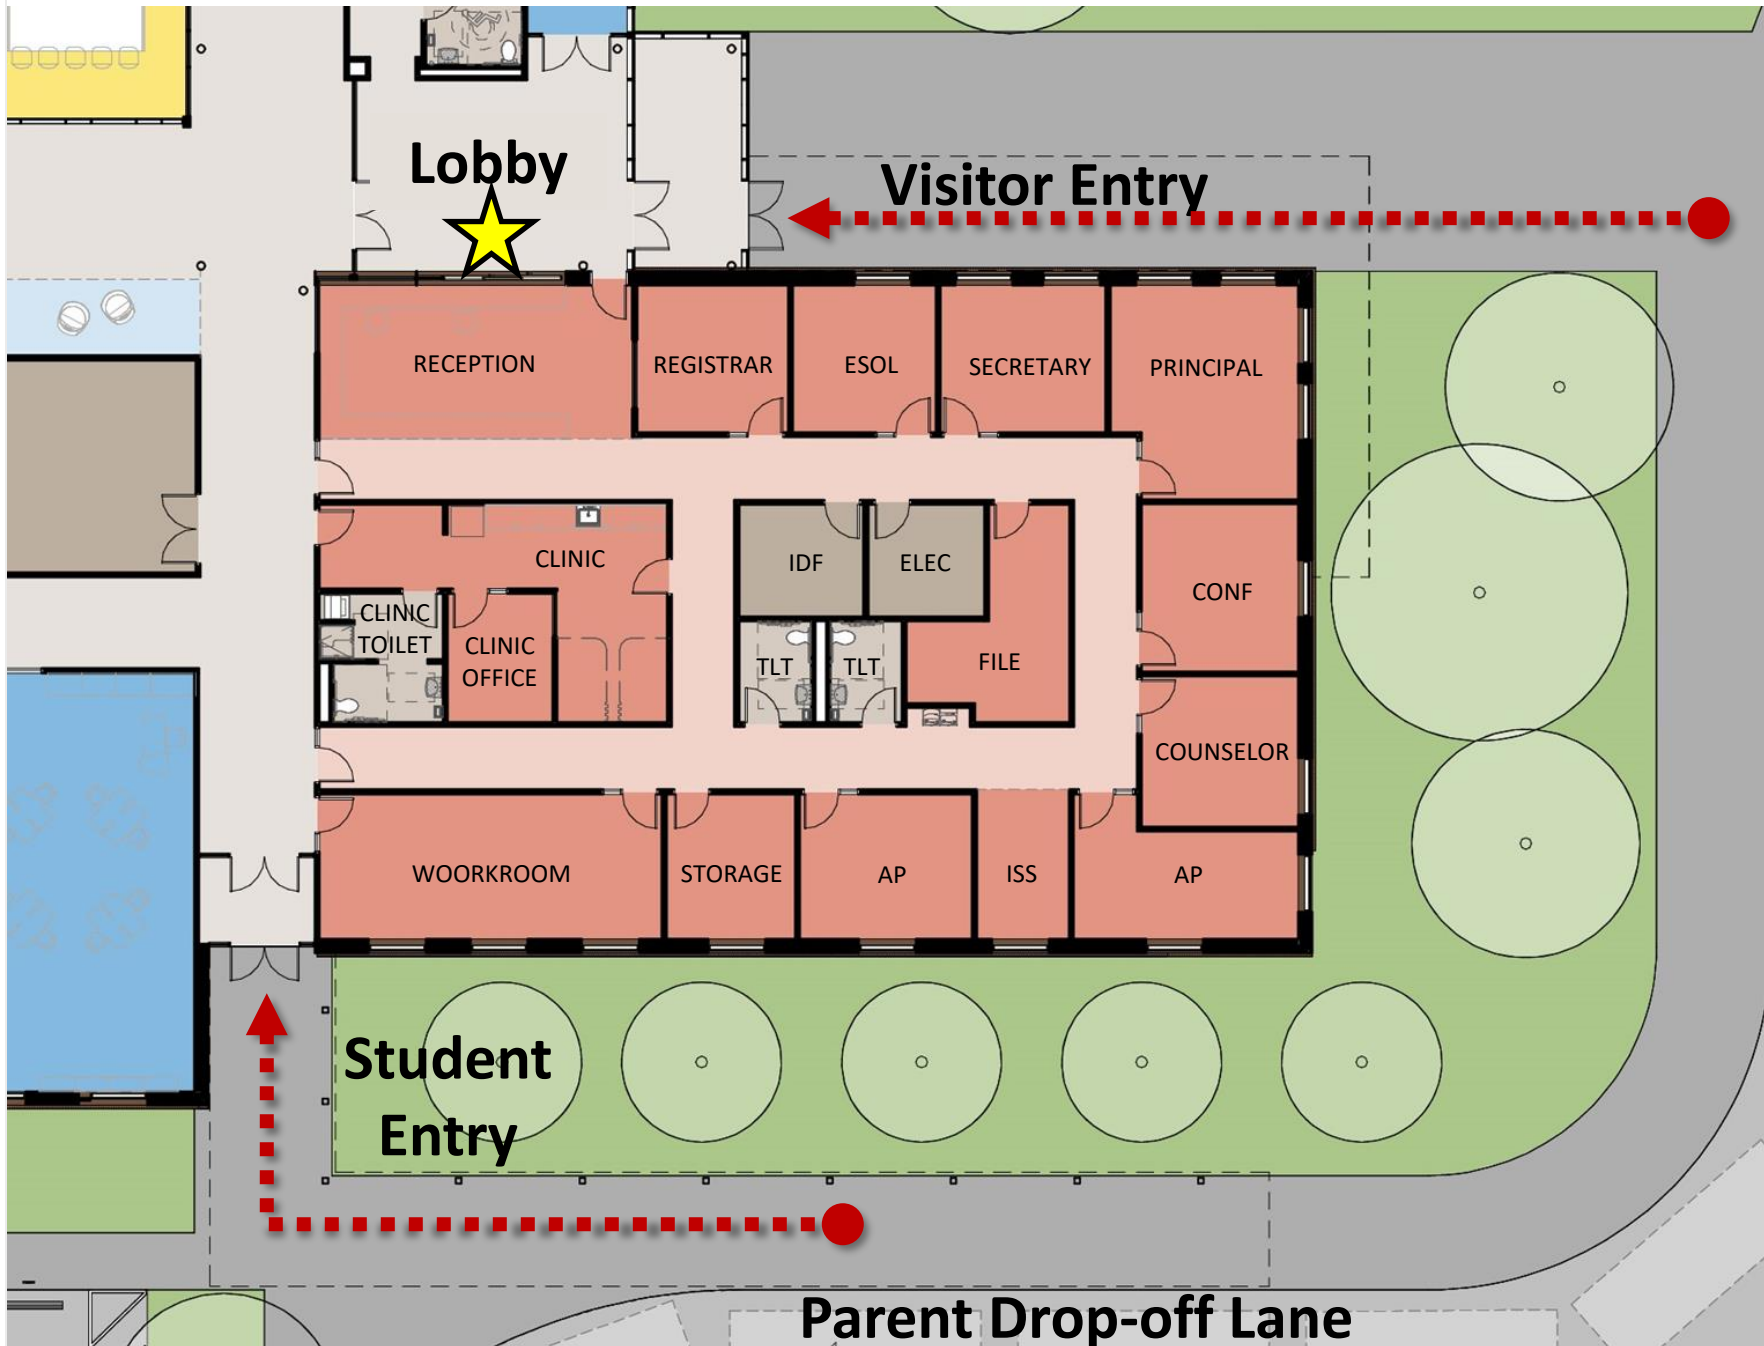 Lobby
Visitor Entry
RECEPTION
REGISTRAR
ESOL
SECRETARY
PRINCIPAL
CLINIC
IDF
ELEC
CONF
CLINIC
TOILET
CLINIC
OFFICE
TLT
TLT
FILE
COUNSELOR
WOORKROOM
STORAGE
AP
ISS
AP
Student
Entry
Parent Drop-off Lane